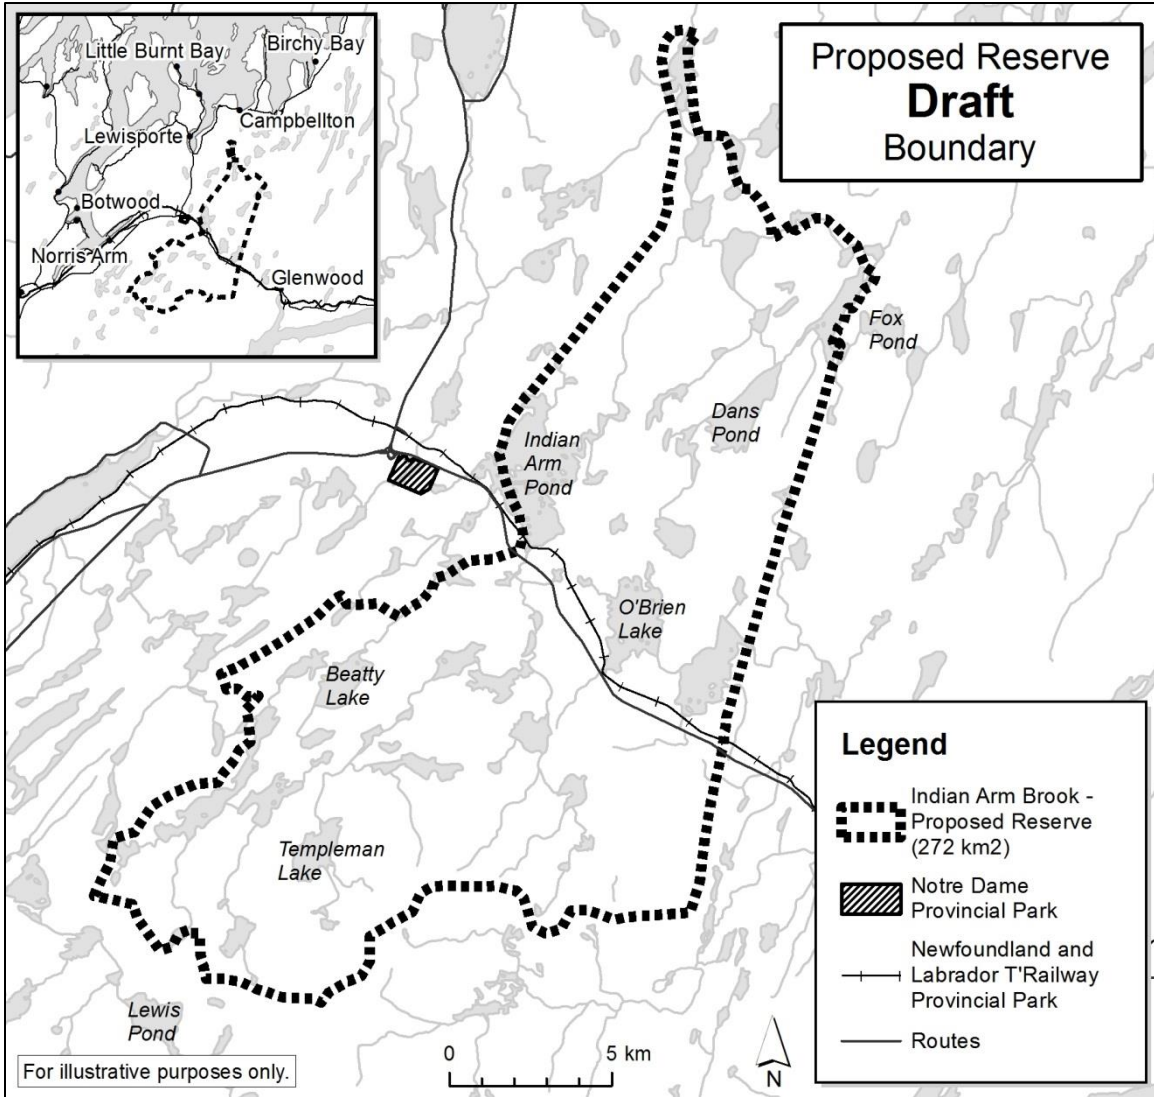 Proposed Reserve
Draft
Boundary
Little Burnt Bay
Birchy Bay
Campbellton
Lewisporte
Botwood
Norris Arm
Glenwood
Fox
Pond
Dans
Pond
Indian
Arm
Pond
O'Brien
Lake
Beatty
Lake
Templeman
Lake
Lewis
Pond
Legend
Indian Arm Brook -
Proposed Reserve
(272 km2)
Notre Dame
Provincial Park
Newfoundland and
Labrador T'Railway
Provincial Park
Routes
For illustrative purposes only.
0 5 km
N